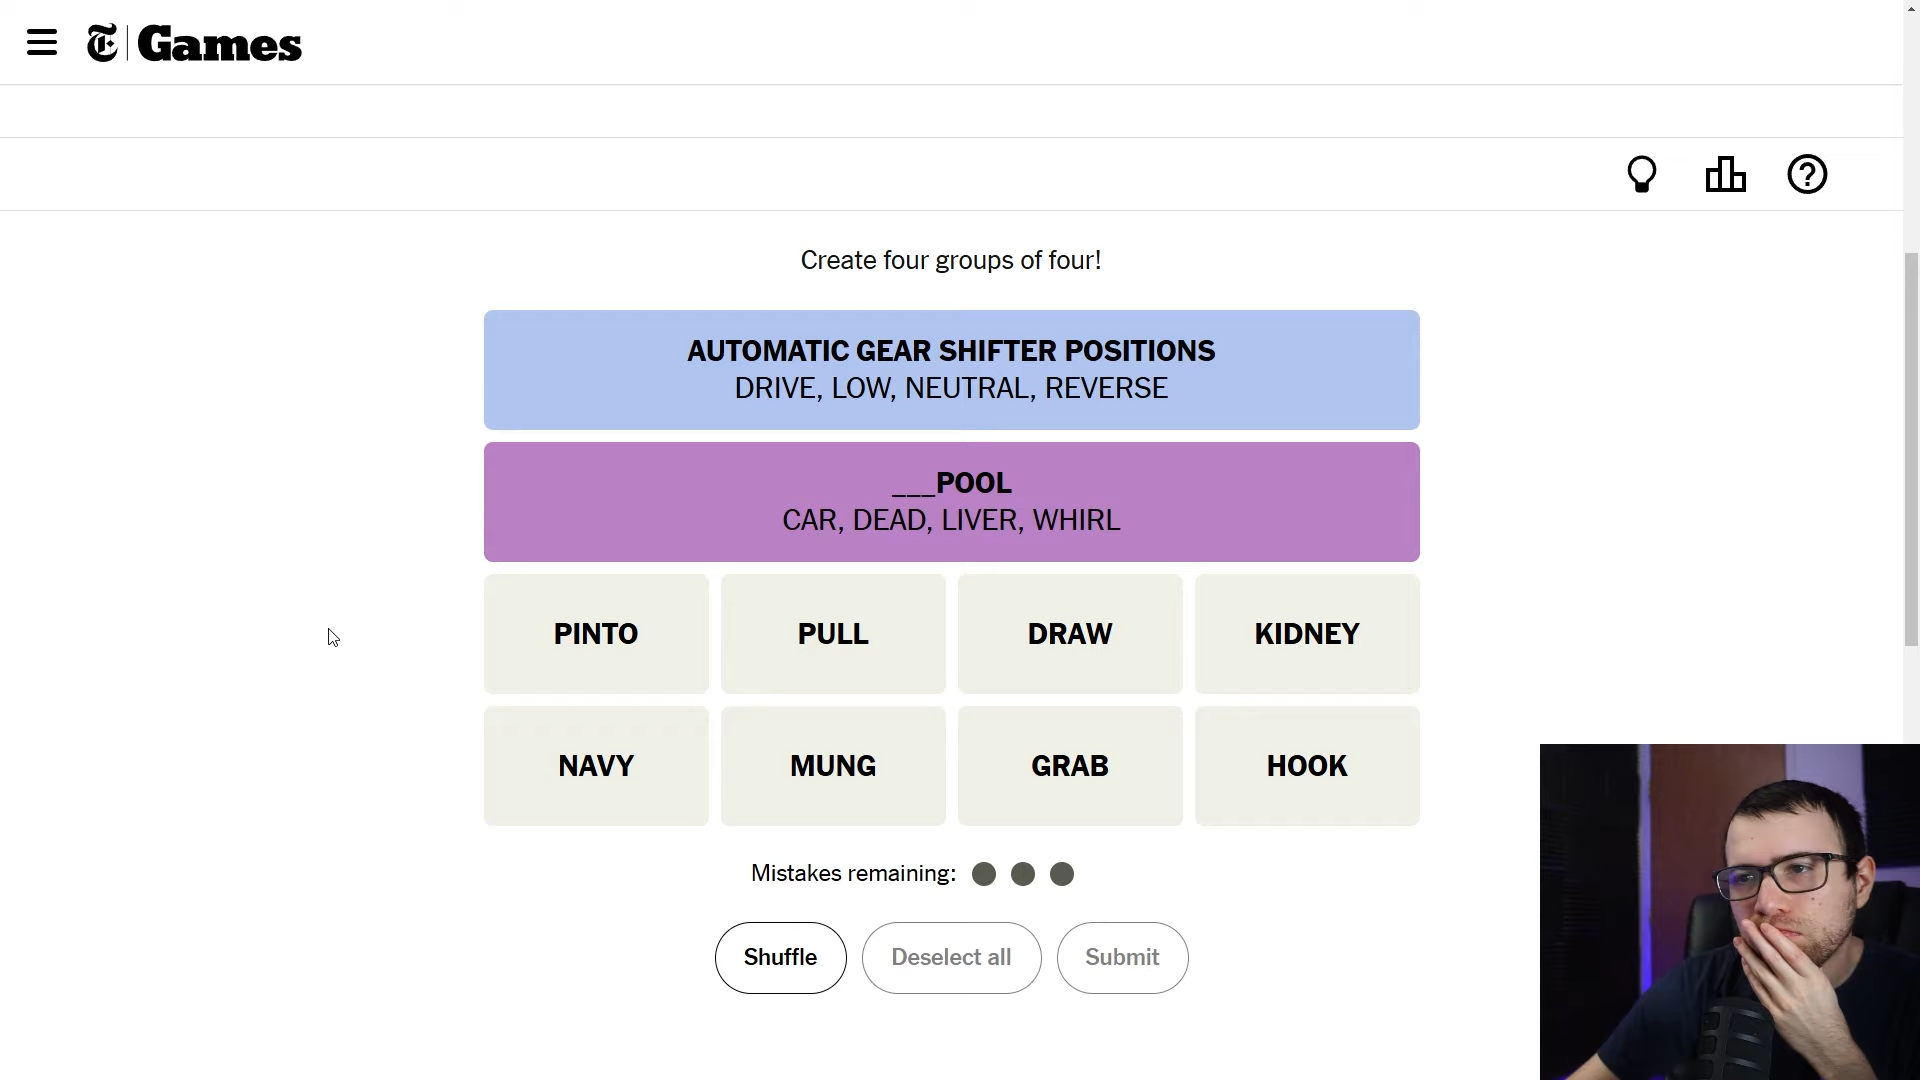 Games
Create four groups of four!
AUTOMATIC GEAR SHIFTER POSITIONS
DRIVE, LOW, NEUTRAL, REVERSE
___POOL
CAR, DEAD, LIVER, WHIRL
PINTO PULL DRAW KIDNEY
NAVY MUNG GRAB HOOK
Mistakes remaining:
Shuffle Deselect all Submit